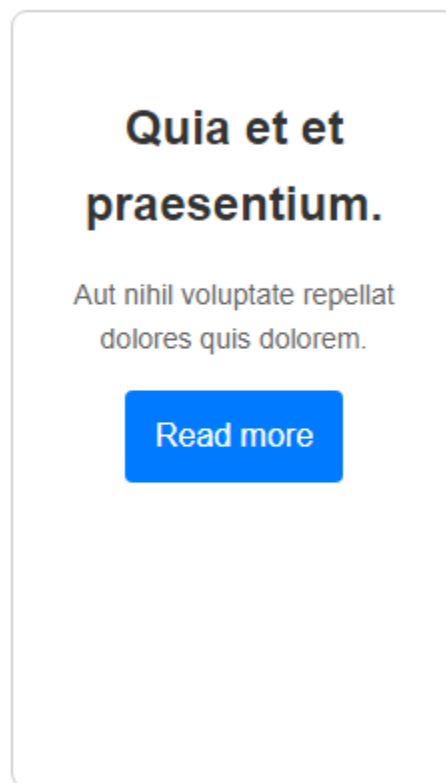 Quia et et
praesentium.
Aut nihil voluptate repellat
dolores quis dolorem.
Read more